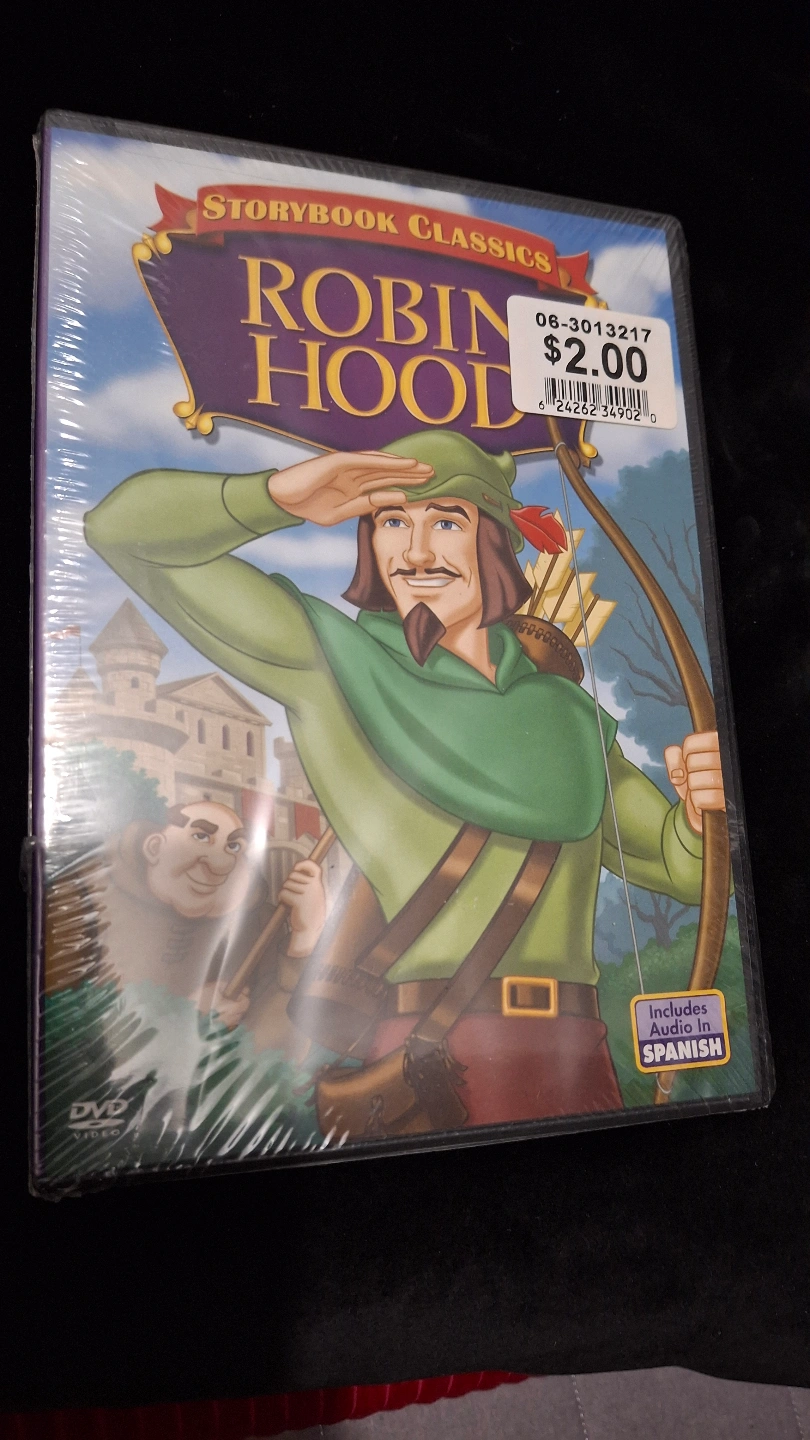 STORYBOOK CLASSICS
ROBIN
HOOD
06-3013217
$2.00
6 24262 34902 0
Includes
Audio In
SPANISH
DVD
VIDEO